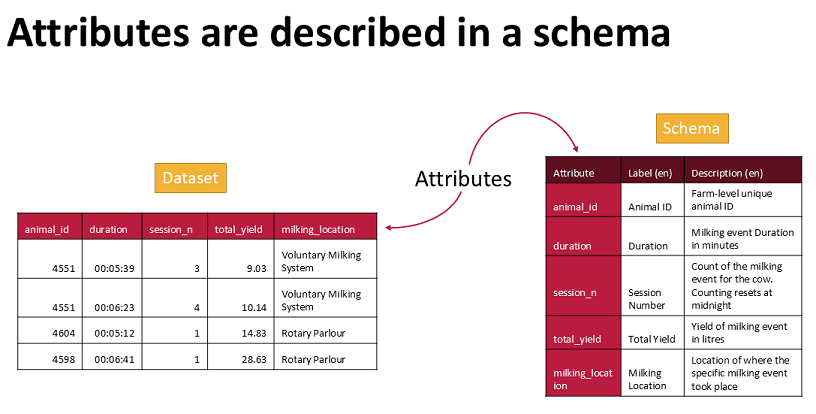 Attributes are described in a schema
Dataset
Attributes
Schema
animal_id duration session_n total_yield milking_location
4551 00:05:39 3 9.03 Voluntary Milking
System
4551 00:06:23 4 10.14 Voluntary Milking
System
4604 00:05:12 1 14.83 Rotary Parlour
4598 00:06:41 1 28.63 Rotary Parlour
Attribute Label (en) Description (en)
animal_id Animal ID Farm-level unique
animal ID
duration Duration Milking event Duration
in minutes
session_n Session
Number Count of the milking
event for the cow.
Counting resets at
midnight
total_yield Total Yield Yield of milking event
in litres
milking_locat
ion Milking
Location Location of where the
specific milking event
took place